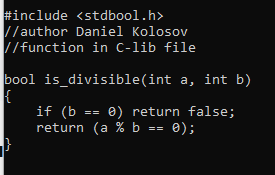 #include <stdbool.h>
//author Daniel Kolosov
//function in C-lib file

bool is_divisible(int a, int b)
{
    if (b == 0) return false;
    return (a % b == 0);
}